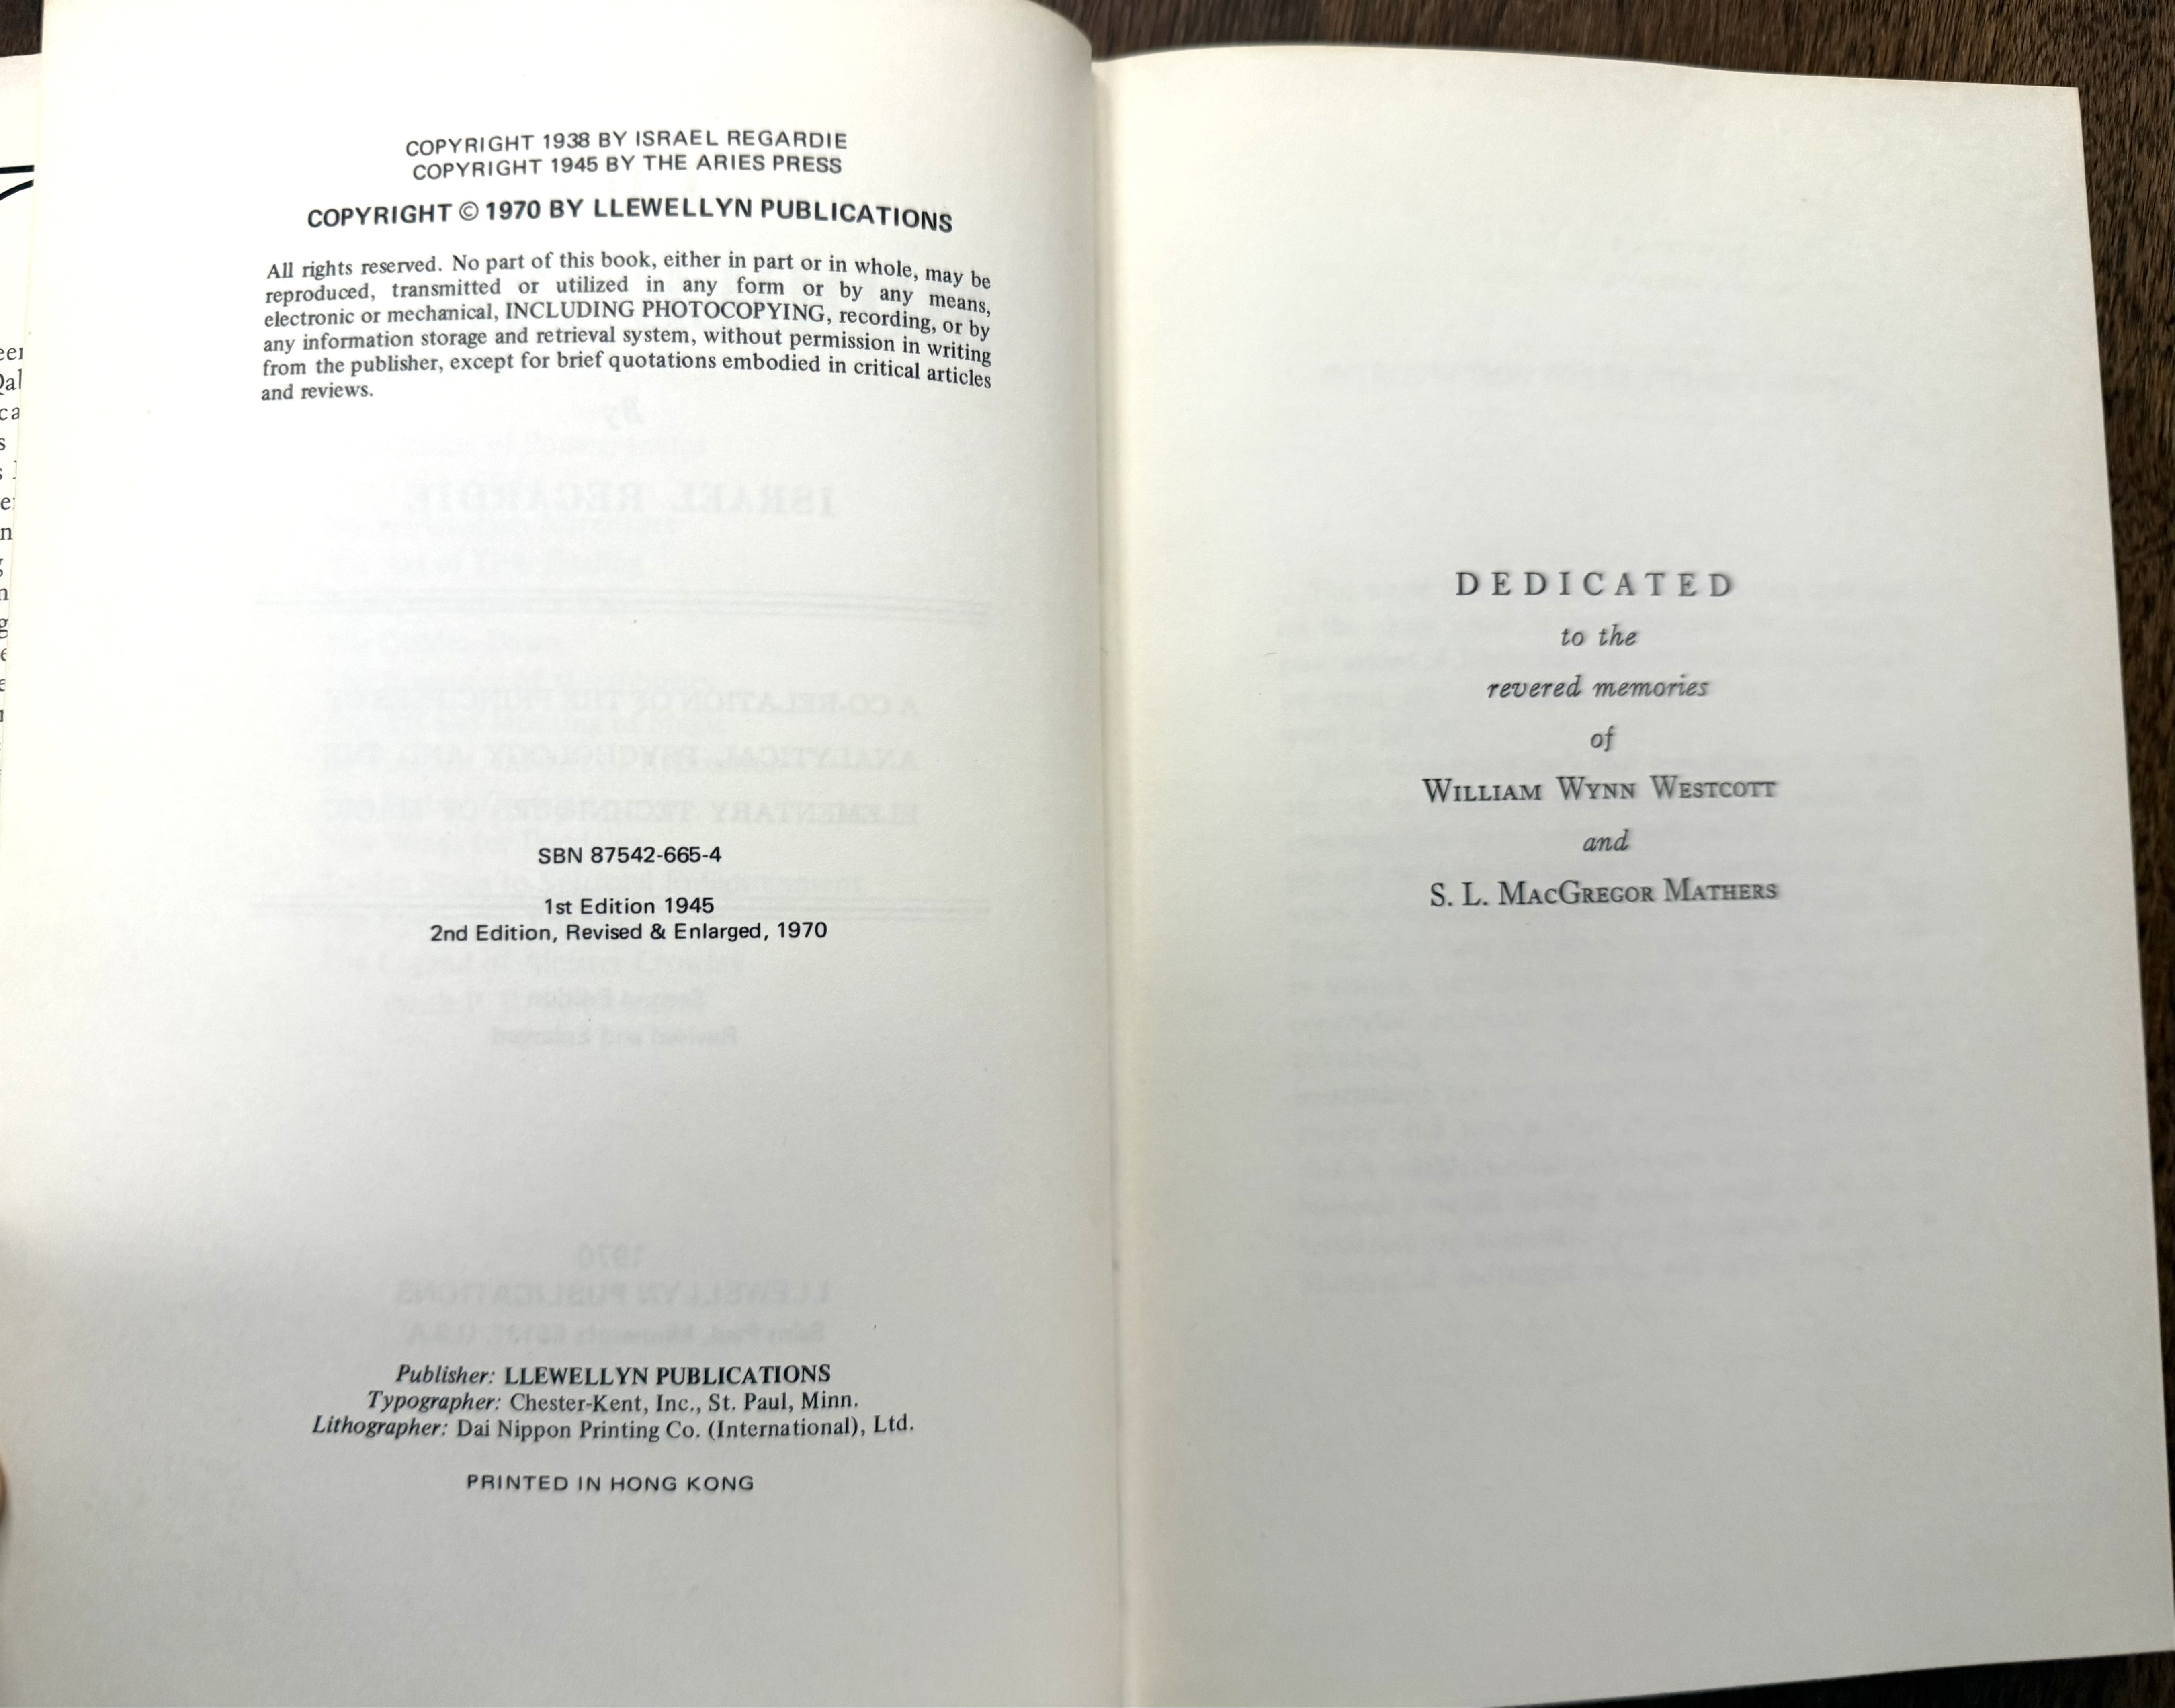 COPYRIGHT 1938 BY ISRAEL REGARDIE
COPYRIGHT 1945 BY THE ARIES PRESS
COPYRIGHT © 1970 BY LLEWELLYN PUBLICATIONS
All rights reserved. No part of this book, either in part or in whole, may be
reproduced, transmitted or utilized in any form or by any means,
electronic or mechanical, INCLUDING PHOTOCOPYING, recording, or by
any information storage and retrieval system, without permission in writing
from the publisher, except for brief quotations embodied in critical articles
and reviews.
SBN 87542-665-4
1st Edition 1945
2nd Edition, Revised & Enlarged, 1970
Publisher: LLEWELLYN PUBLICATIONS
Typographer: Chester-Kent, Inc., St. Paul, Minn.
Lithographer: Dai Nippon Printing Co. (International), Ltd.
PRINTED IN HONG KONG
DEDICATED
to the
revered memories
of
WILLIAM WYNN WESTCOTT
and
S. L. MACGREGOR MATHERS